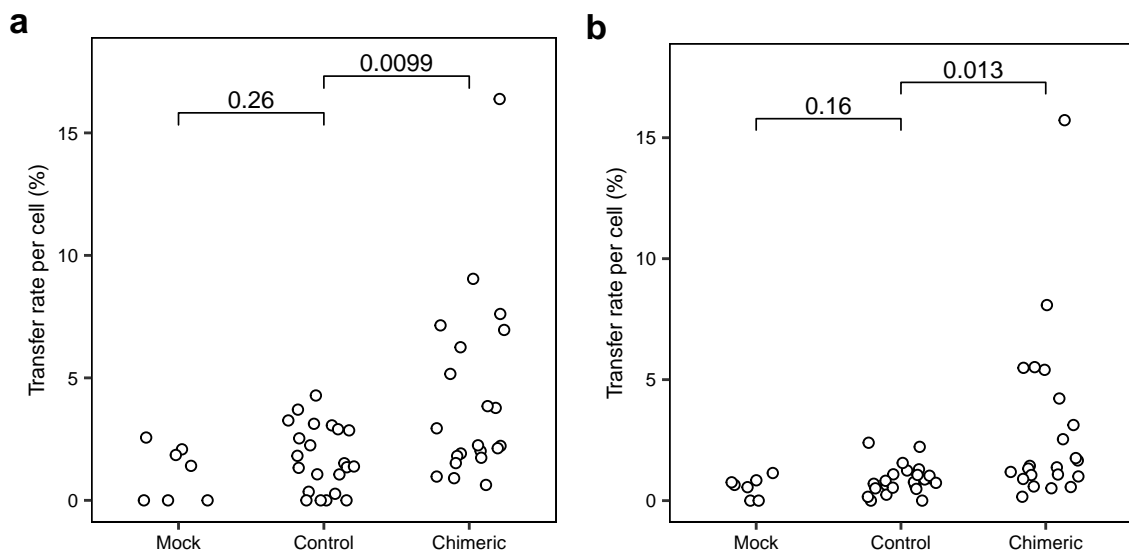 a
0.26
0.0099
Transfer rate per cell (%)
15
10
5
0
Mock Control Chimeric
b
0.16
0.013
Transfer rate per cell (%)
15
10
5
0
Mock Control Chimeric